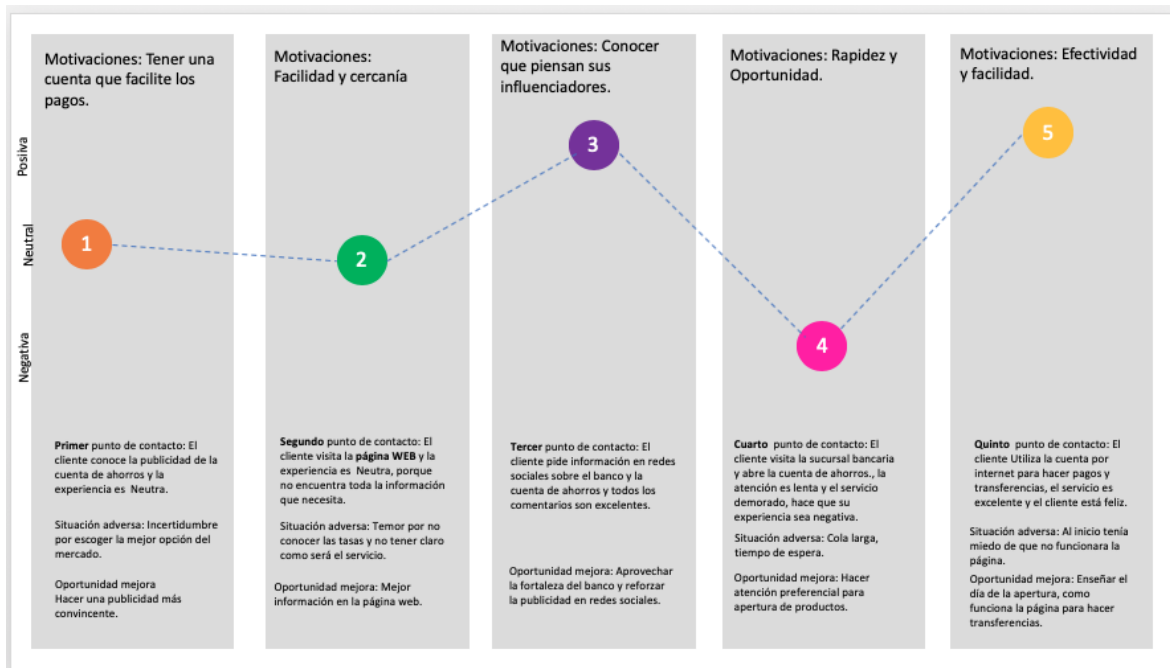 Motivaciones: Tener una
cuenta que facilite los
pagos.
Motivaciones:
Facilidad y cercanía
Motivaciones: Conocer
que piensan sus
influenciadores.
Motivaciones: Rapidez y
Oportunidad.
Motivaciones: Efectividad
y facilidad.
Posiiva
Neutral
Negativa
1
2
3
4
5
Primer punto de contacto: El
cliente conoce la publicidad de la
cuenta de ahorros y la
experiencia es Neutra.
Situación adversa: Incertidumbre
por escoger la mejor opción del
mercado.
Oportunidad mejora
Hacer una publicidad más
convincente.
Segundo punto de contacto: El
cliente visita la página WEB y la
experiencia es Neutra, porque
no encuentra toda la información
que necesita.
Situación adversa: Temor por no
conocer las tasas y no tener claro
como será el servicio.
Oportunidad mejora: Mejor
información en la página web.
Tercer punto de contacto: El
cliente pide información en redes
sociales sobre el banco y la
cuenta de ahorros y todos los
comentarios son excelentes.
Oportunidad mejora: Aprovechar
la fortaleza del banco y reforzar
la publicidad en redes sociales.
Cuarto punto de contacto: El
cliente visita la sucursal bancaria
y abre la cuenta de ahorros., la
atención es lenta y el servicio
demorado, hace que su
experiencia sea negativa.
Situación adversa: Cola larga,
tiempo de espera.
Oportunidad mejora: Hacer
atención preferencial para
apertura de productos.
Quinto punto de contacto: El
cliente Utiliza la cuenta por
internet para hacer pagos y
transferencias, el servicio es
excelente y el cliente está feliz.
Situación adversa: Al inicio tenía
miedo de que no funcionara la
página.
Oportunidad mejora: Enseñar el
día de la apertura, como
funciona la página para hacer
transferencias.